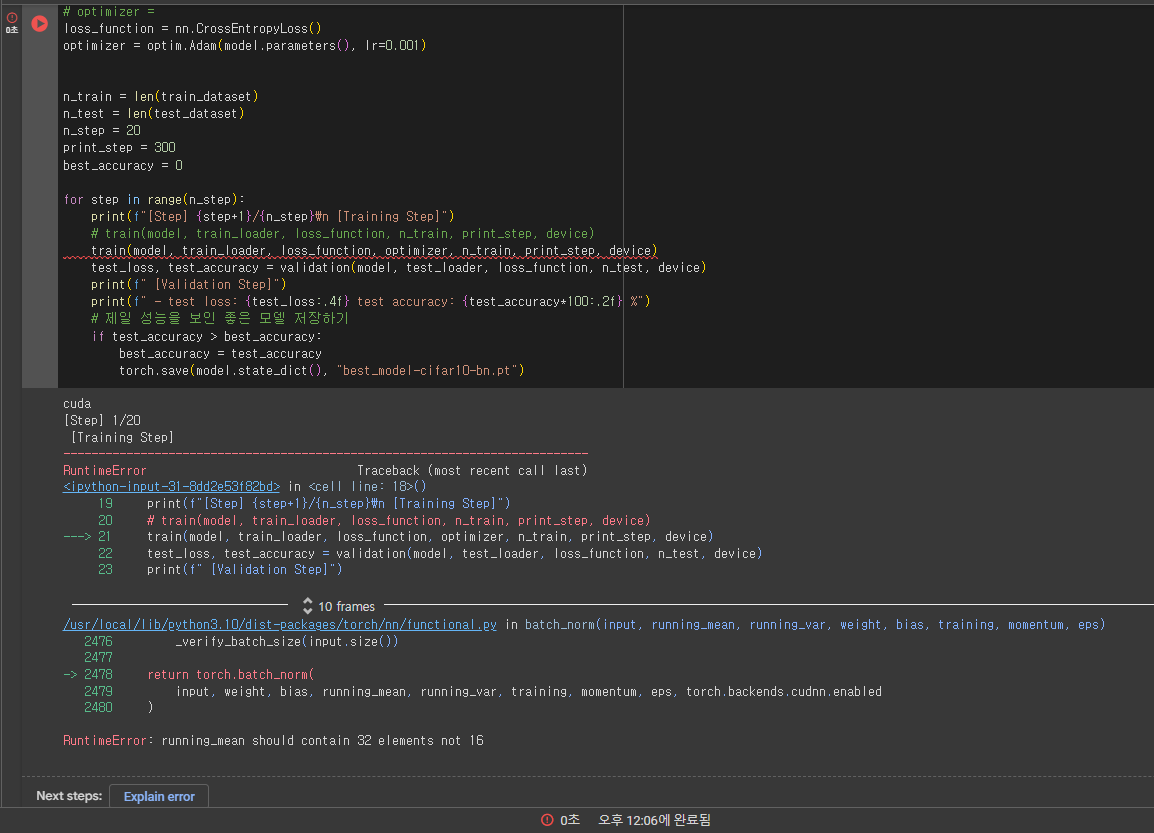 0초
# optimizer =
loss_function = nn.CrossEntropyLoss()
optimizer = optim.Adam(model.parameters(), lr=0.001)
n_train = len(train_dataset)
n_test = len(test_dataset)
n_step = 20
print_step = 300
best_accuracy = 0
for step in range(n_step):
    print(f"[Step] {step+1}/{n_step}₩n [Training Step]")
    # train(model, train_loader, loss_function, n_train, print_step, device)
    train(model, train_loader, loss_function, optimizer, n_train, print_step, device)
    test_loss, test_accuracy = validation(model, test_loader, loss_function, n_test, device)
    print(f" [Validation Step]")
    print(f" - test loss: {test_loss:.4f} test accuracy: {test_accuracy*100:.2f} %")
    # 제일 성능을 보인 좋은 모델 저장하기
    if test_accuracy > best_accuracy:
        best_accuracy = test_accuracy
        torch.save(model.state_dict(), "best_model-cifar10-bn.pt")
cuda
[Step] 1/20
 [Training Step]
---------------------------------------------------------------------------
RuntimeError                              Traceback (most recent call last)
<ipython-input-31-8dd2e53f82bd> in <cell line: 18>()
     19     print(f"[Step] {step+1}/{n_step}₩n [Training Step]")
     20     # train(model, train_loader, loss_function, n_train, print_step, device)
---> 21     train(model, train_loader, loss_function, optimizer, n_train, print_step, device)
     22     test_loss, test_accuracy = validation(model, test_loader, loss_function, n_test, device)
     23     print(f" [Validation Step]")
10 frames
/usr/local/lib/python3.10/dist-packages/torch/nn/functional.py in batch_norm(input, running_mean, running_var, weight, bias, training, momentum, eps)
   2476         _verify_batch_size(input.size())
   2477
-> 2478     return torch.batch_norm(
   2479         input, weight, bias, running_mean, running_var, training, momentum, eps, torch.backends.cudnn.enabled
   2480     )
RuntimeError: running_mean should contain 32 elements not 16
Next steps: Explain error
0초 오후 12:06에 완료됨